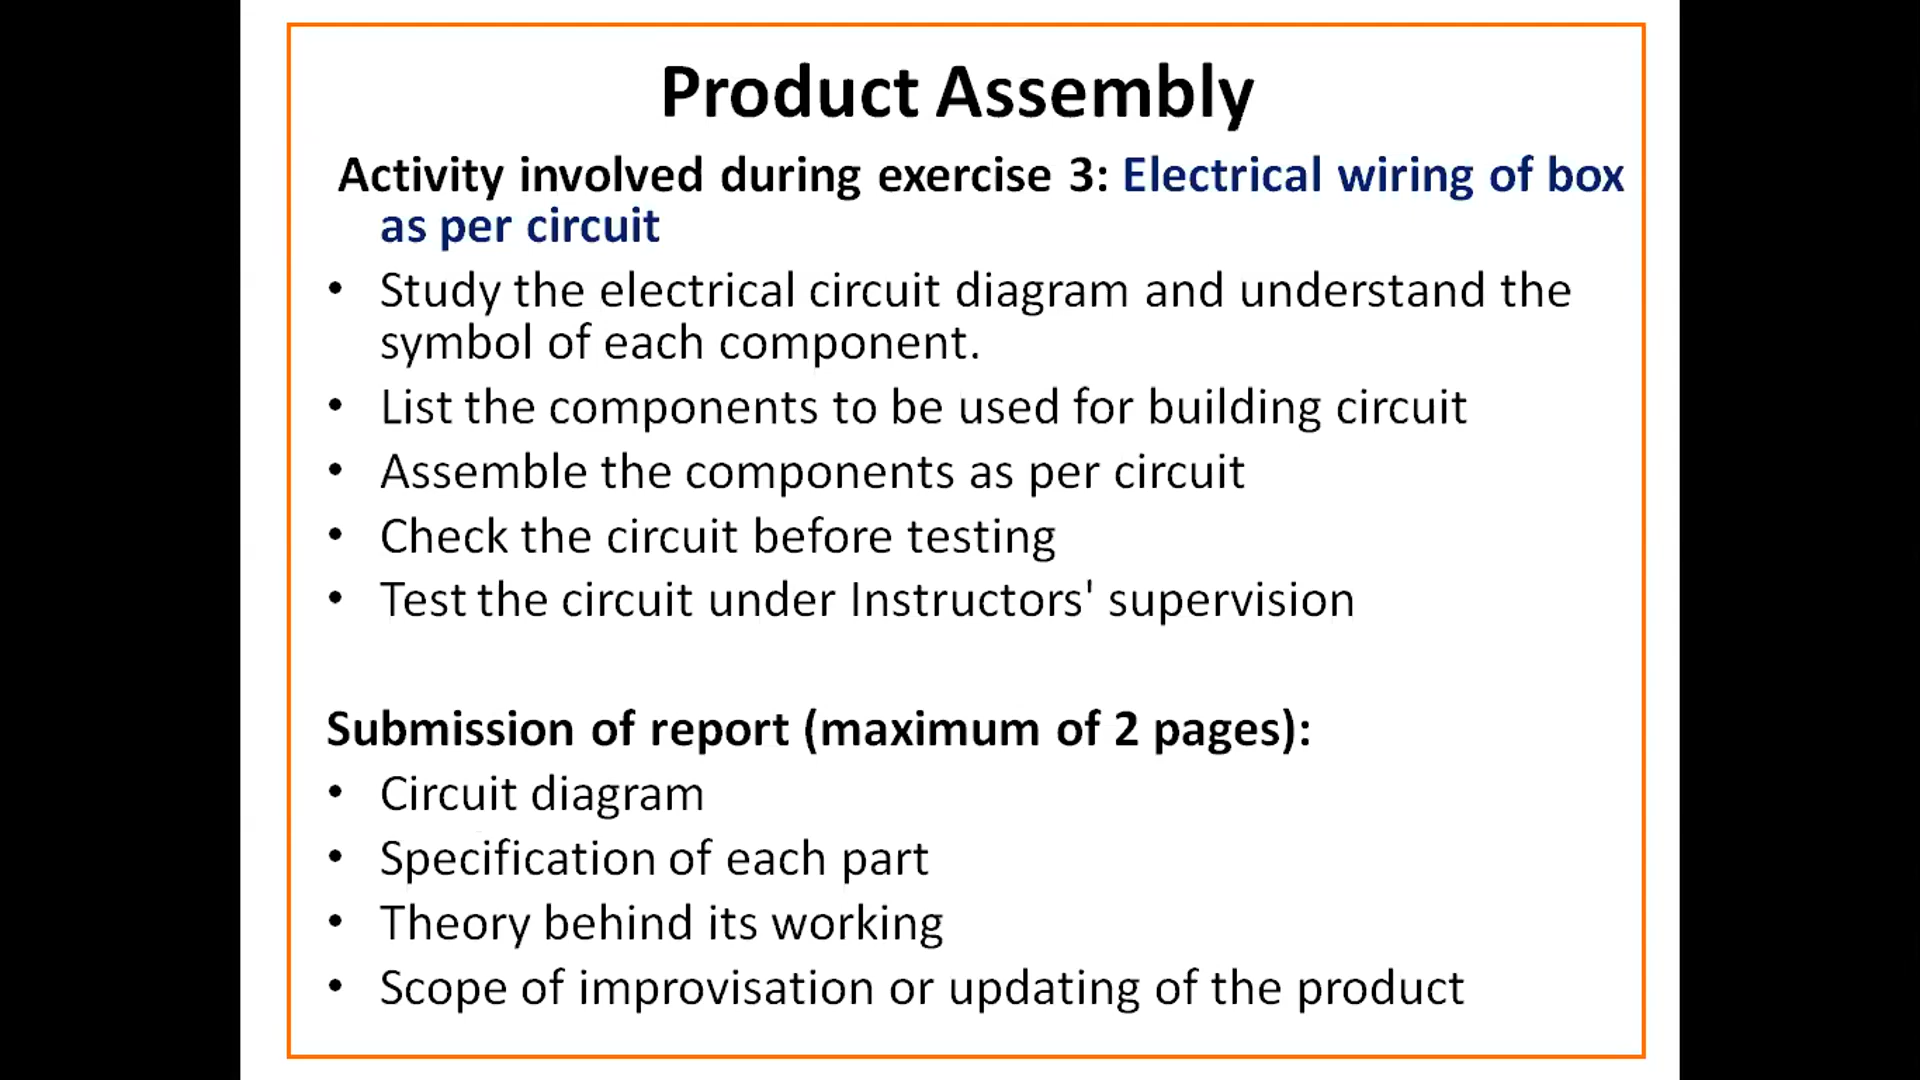 Product Assembly
Activity involved during exercise 3: Electrical wiring of box
as per circuit
• Study the electrical circuit diagram and understand the
symbol of each component.
• List the components to be used for building circuit
• Assemble the components as per circuit
• Check the circuit before testing
• Test the circuit under Instructors' supervision
Submission of report (maximum of 2 pages):
• Circuit diagram
• Specification of each part
• Theory behind its working
• Scope of improvisation or updating of the product